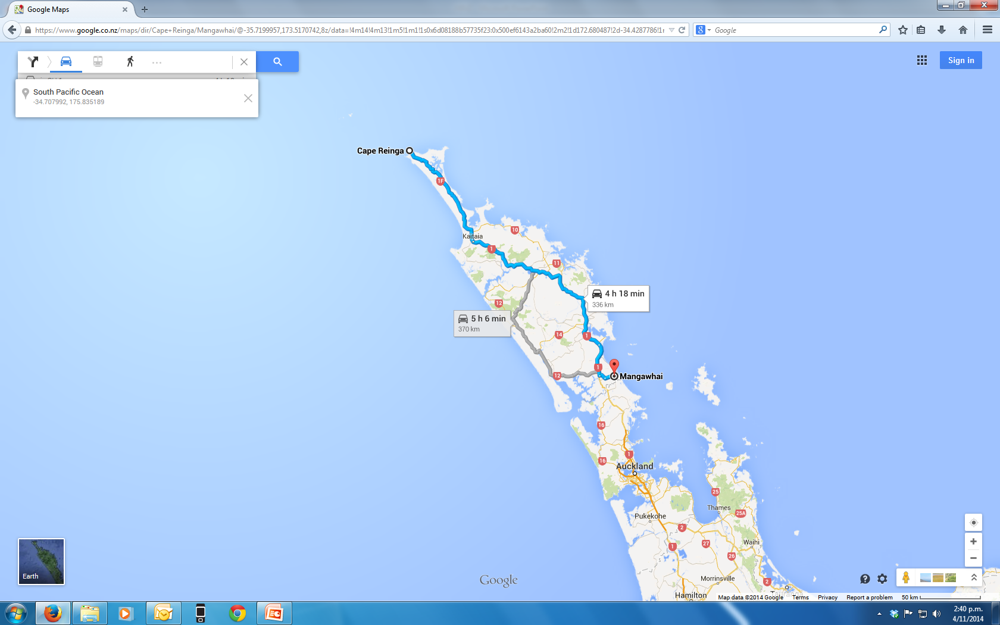 Google Maps
https://www.google.co.nz/maps/dir/Cape+Reinga/Mangawhai/@-35.7199957,173.5170742,8z/data=!4m14!4m13!1m5!1m1!1s0x6d08188b57735f23:0x500ef6143a2ba60!2m2!1d172.680487!2d-34.4287786!1r
Google
Sign in
South Pacific Ocean
-34.707992, 175.835189
Cape Reinga
1F
10
Kaitaia
1
11
4 h 18 min
336 km
12
5 h 6 min
370 km
14
1
1
12
Mangawhai
16
1
16
Auckland
25
Thames
25A
Pukekohe
2
27
1
Waihi
26
Earth
Google
Morrinsville
2
Hamilton
Map data ©2014 Google
Terms
Privacy
Report a problem
50 km
2:40 p.m.
4/11/2014